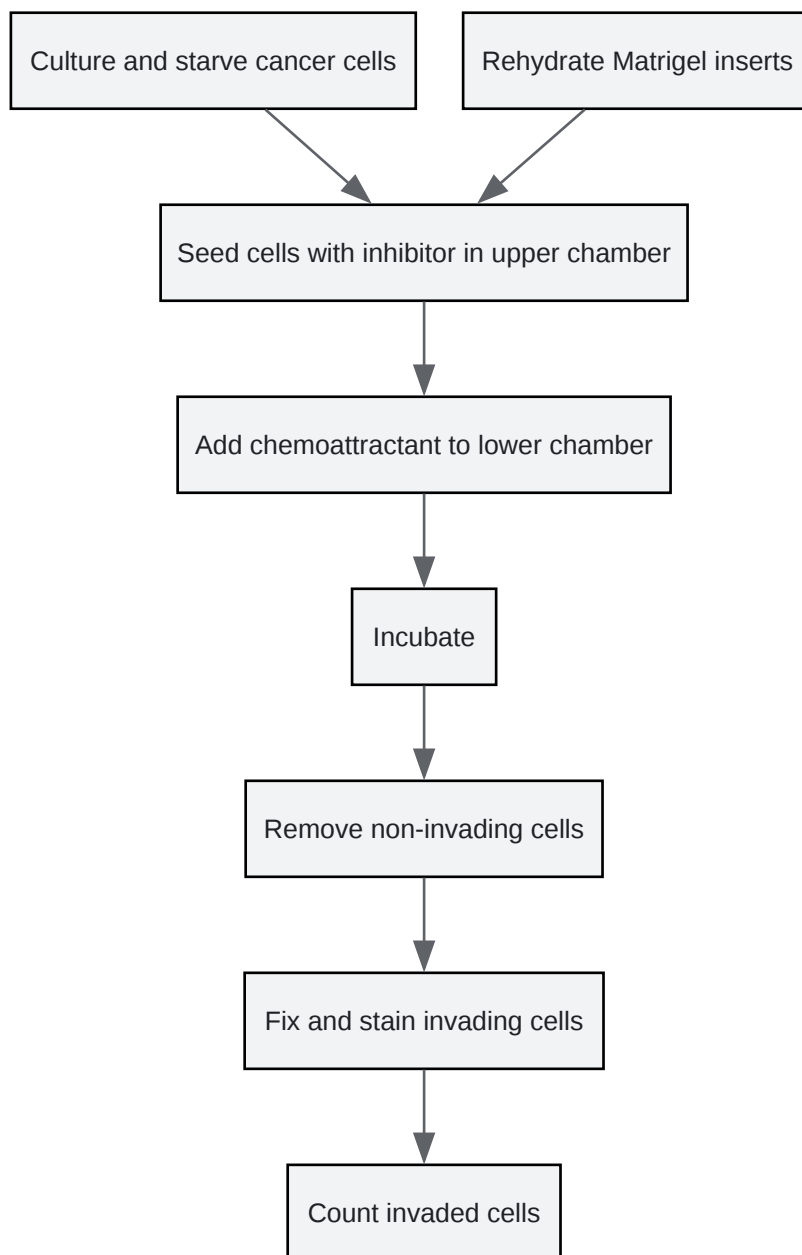 Culture and starve cancer cells
Rehydrate Matrigel inserts
Seed cells with inhibitor in upper chamber
Add chemoattractant to lower chamber
Incubate
Remove non-invading cells
Fix and stain invading cells
Count invaded cells